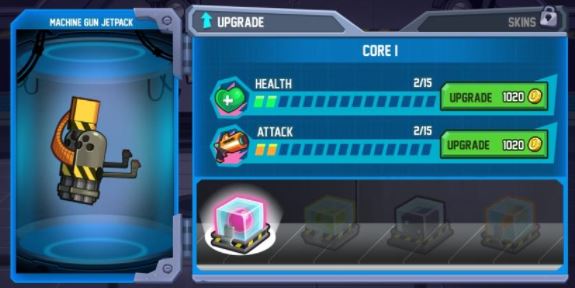 MACHINE GUN JETPACK
UPGRADE
SKINS
CORE I
HEALTH
2/15
UPGRADE 1020
ATTACK
2/15
UPGRADE 1020